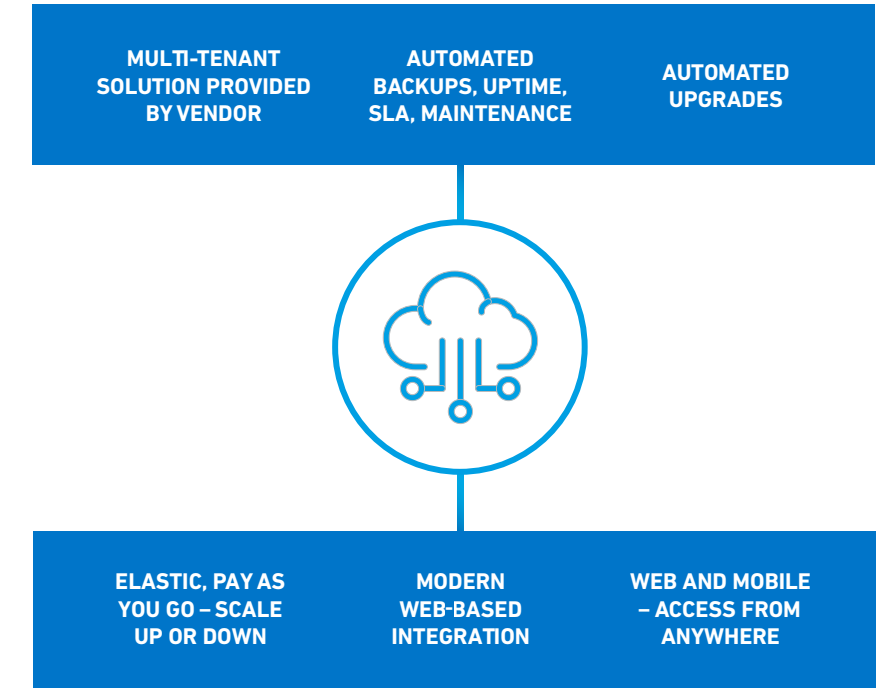 MULTI-TENANT
SOLUTION PROVIDED
BY VENDOR
AUTOMATED
BACKUPS, UPTIME,
SLA, MAINTENANCE
AUTOMATED
UPGRADES
ELASTIC, PAY AS
YOU GO – SCALE
UP OR DOWN
MODERN
WEB-BASED
INTEGRATION
WEB AND MOBILE
– ACCESS FROM
ANYWHERE